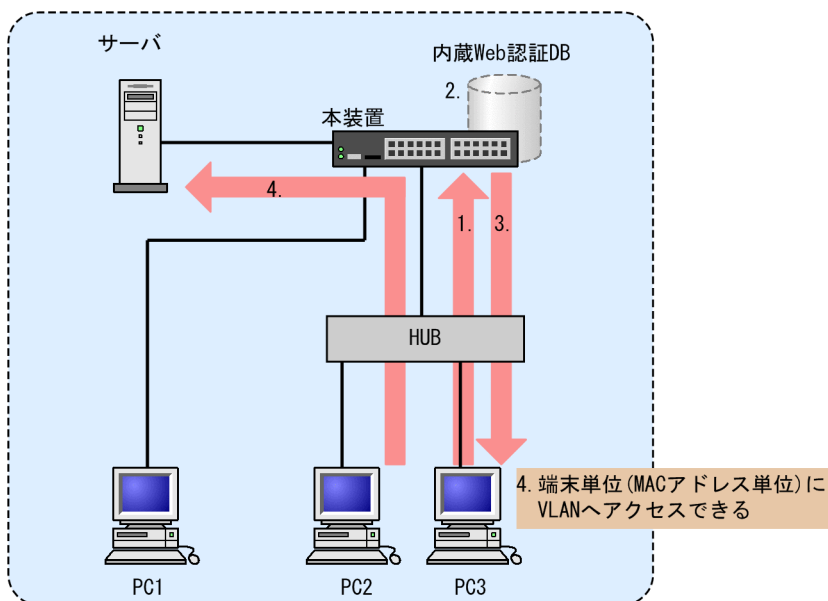 サーバ
内蔵Web認証DB
2.
本装置
4.
1.
3.
HUB
4. 端末単位(MACアドレス単位)に
VLANへアクセスできる
PC1
PC2
PC3